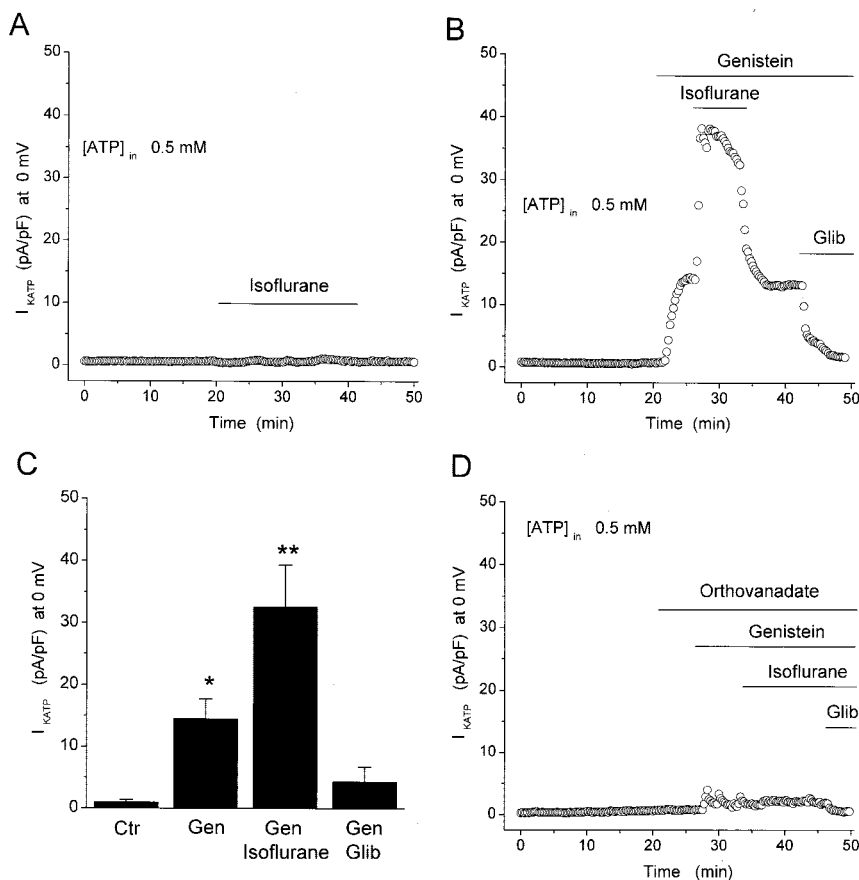 A
50
40
30
20
10
0
I KATP (pA/pF) at 0 mV
[ATP] in 0.5 mM
Isoflurane
0 10 20 30 40 50
Time (min)
B
50
40
30
20
10
0
I KATP (pA/pF) at 0 mV
Genistein
Isoflurane
[ATP] in 0.5 mM
Glib
0 10 20 30 40 50
Time (min)
C
50
40
30
20
10
0
I KATP (pA/pF) at 0 mV
*
**
Ctr Gen Gen Gen
Isoflurane Glib
D
50
40
30
20
10
0
I KATP (pA/pF) at 0 mV
[ATP] in 0.5 mM
Orthovanadate
Genistein
Isoflurane
Glib
0 10 20 30 40 50
Time (min)